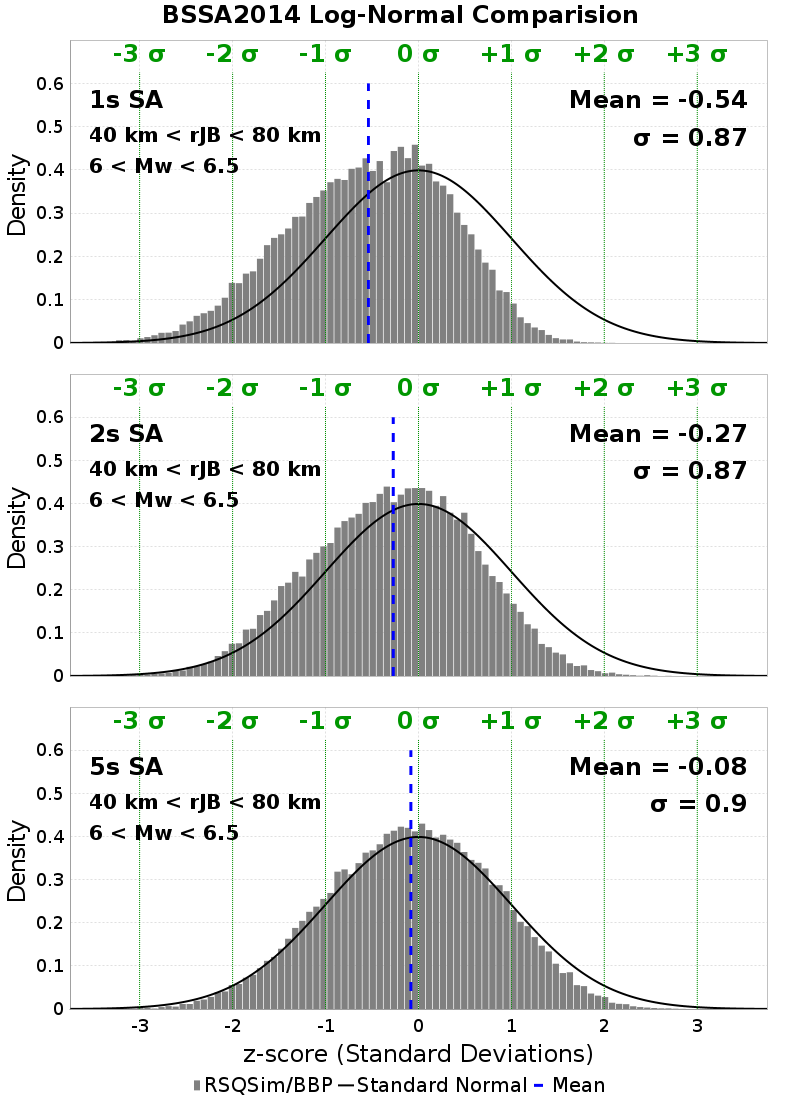 BSSA2014 Log-Normal Comparision
-3 σ -2 σ -1 σ 0 σ +1 σ +2 σ +3 σ
1s SA
Mean = -0.54
40 km < rJB < 80 km
σ = 0.87
6 < Mw < 6.5
Density
0.6
0.5
0.4
0.3
0.2
0.1
0
-3 σ -2 σ -1 σ 0 σ +1 σ +2 σ +3 σ
2s SA
Mean = -0.27
40 km < rJB < 80 km
σ = 0.87
6 < Mw < 6.5
Density
0.6
0.5
0.4
0.3
0.2
0.1
0
-3 σ -2 σ -1 σ 0 σ +1 σ +2 σ +3 σ
5s SA
Mean = -0.08
40 km < rJB < 80 km
σ = 0.9
6 < Mw < 6.5
Density
0.6
0.5
0.4
0.3
0.2
0.1
0
-3 -2 -1 0 1 2 3
z-score (Standard Deviations)
RSQSim/BBP Standard Normal Mean